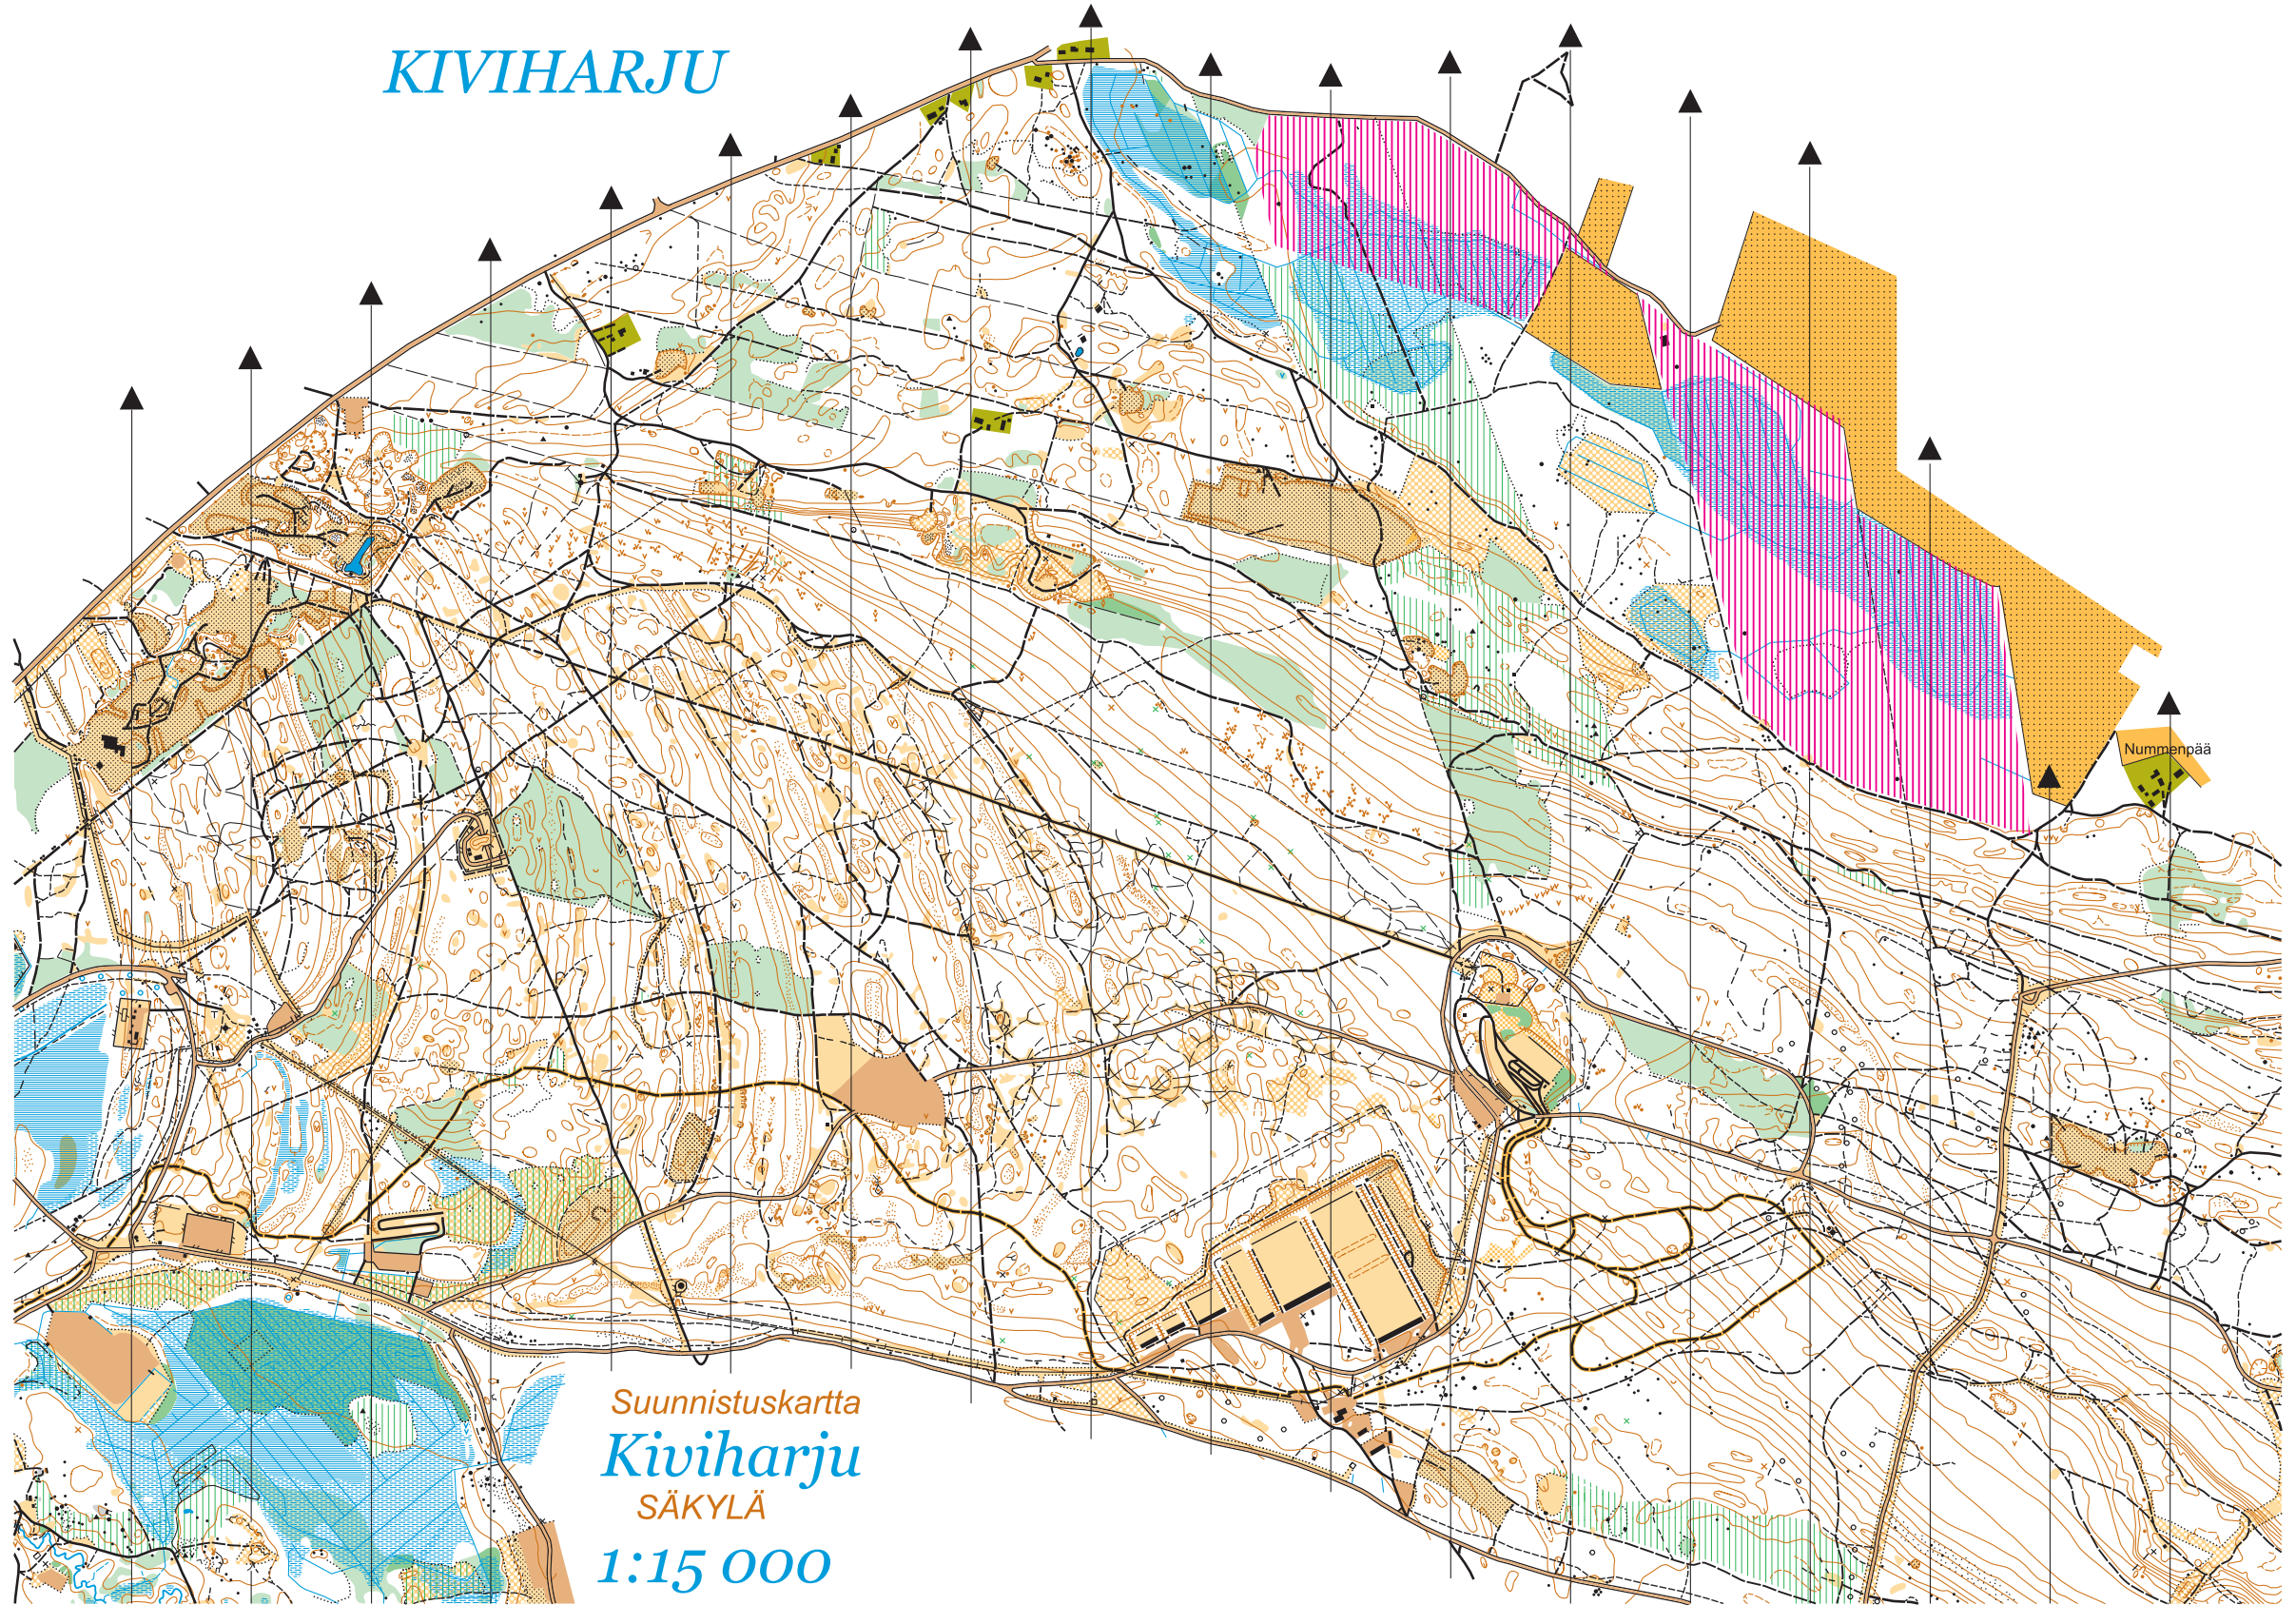 KIVIHARJU
Nummenpää
Suunnistuskartta
Kiviharju
SÄKYLÄ
1:15 000